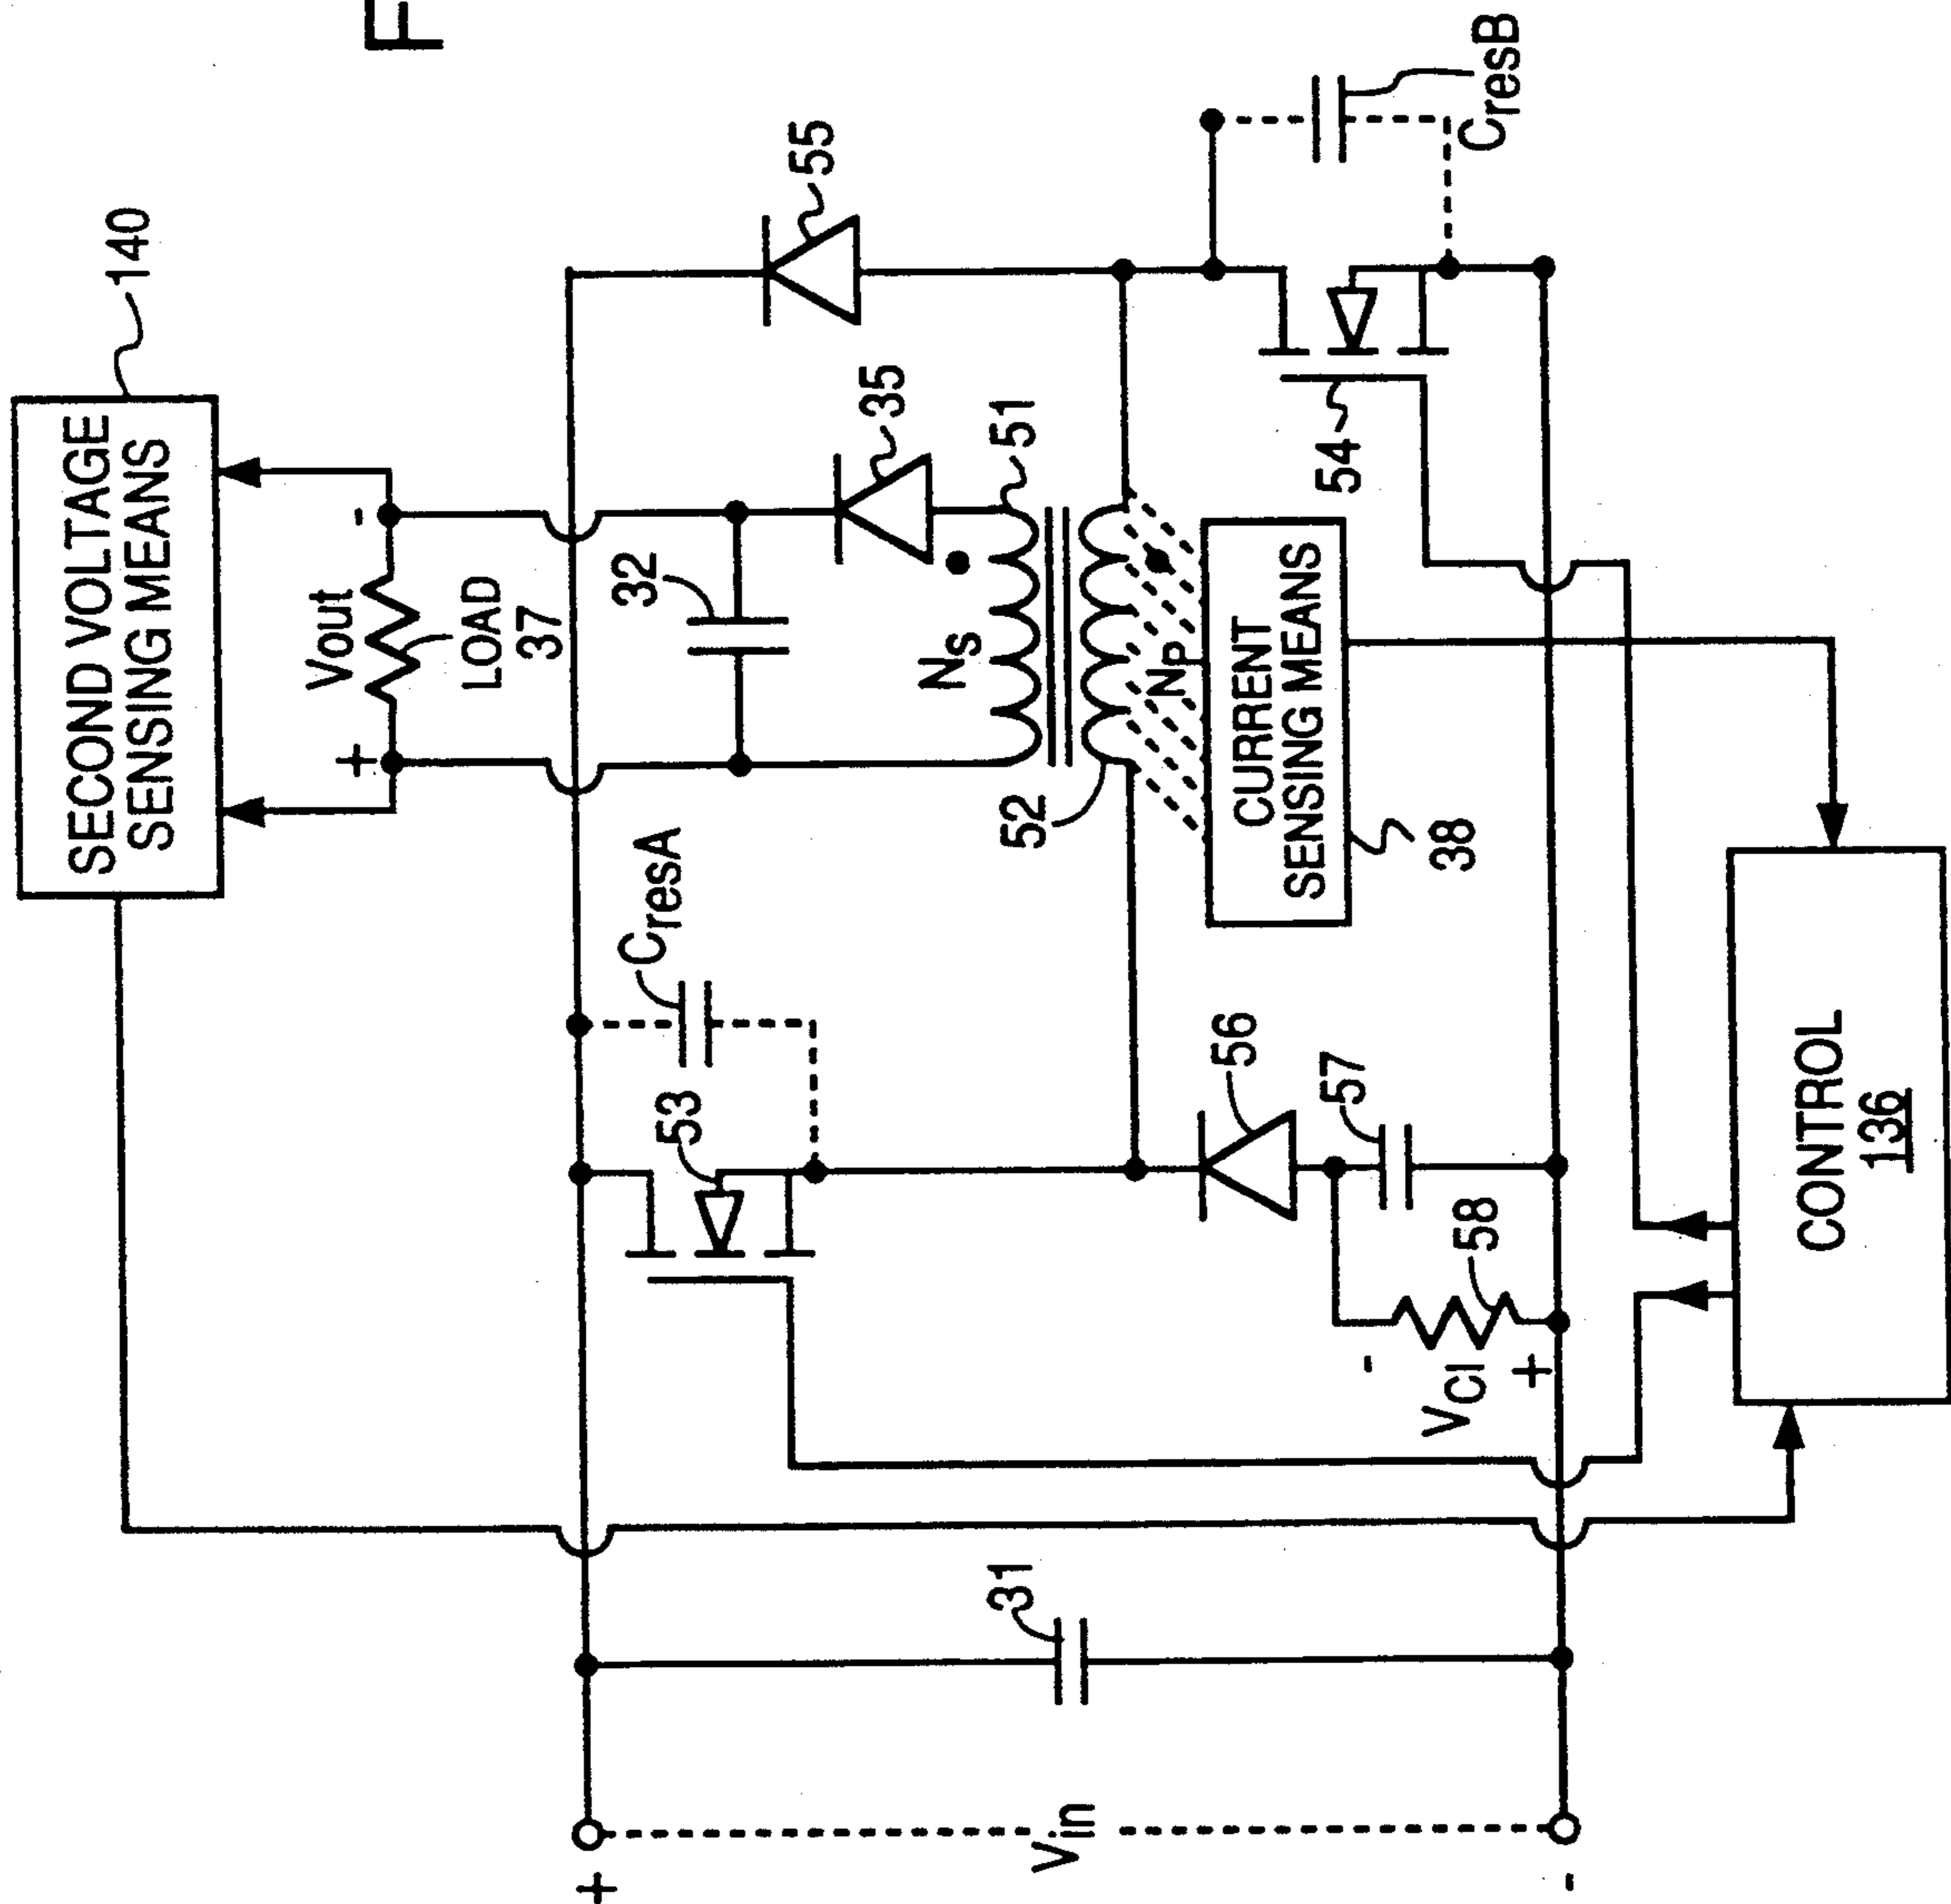 F
SECOND VOLTAGE
SENSING MEANS
140
+
Vout
-
LOAD
37
32
55
35
51
NS
52
NP
CURRENT
SENSING MEANS
38
CresA
CresB
53
54
56
57
58
-
VCl
+
31
+
Vin
-
CONTROL
136